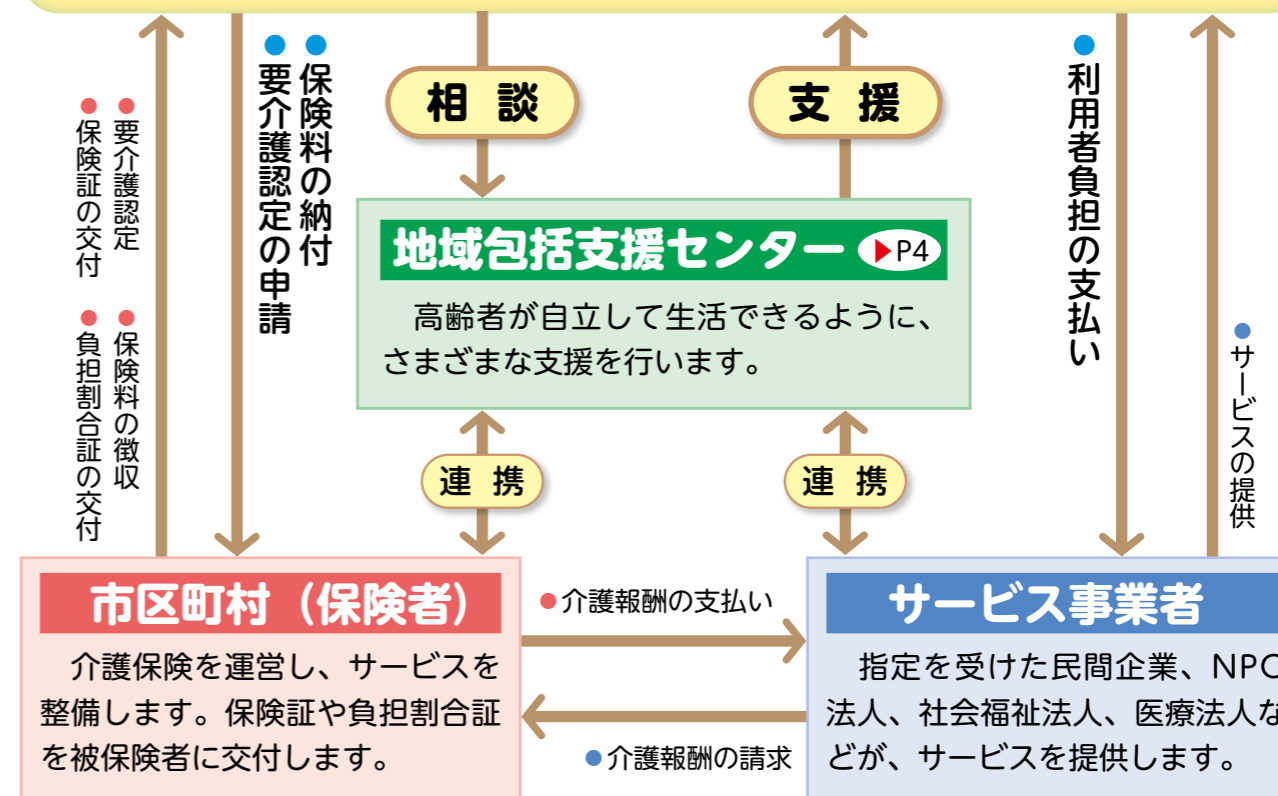 ●保険料の納付
●要介護認定の申請
●要介護認定
●保険証の交付
●保険料の徴収
●負担割合証の交付
相談
支援
●利用者負担の支払い
●サービスの提供
地域包括支援センター ▶P4
高齢者が自立して生活できるように、
さまざまな支援を行います。
連携
連携
市区町村（保険者）
介護保険を運営し、サービスを
整備します。保険証や負担割合証
を被保険者に交付します。
●介護報酬の支払い
●介護報酬の請求
サービス事業者
指定を受けた民間企業、NPO
法人、社会福祉法人、医療法人な
どが、サービスを提供します。